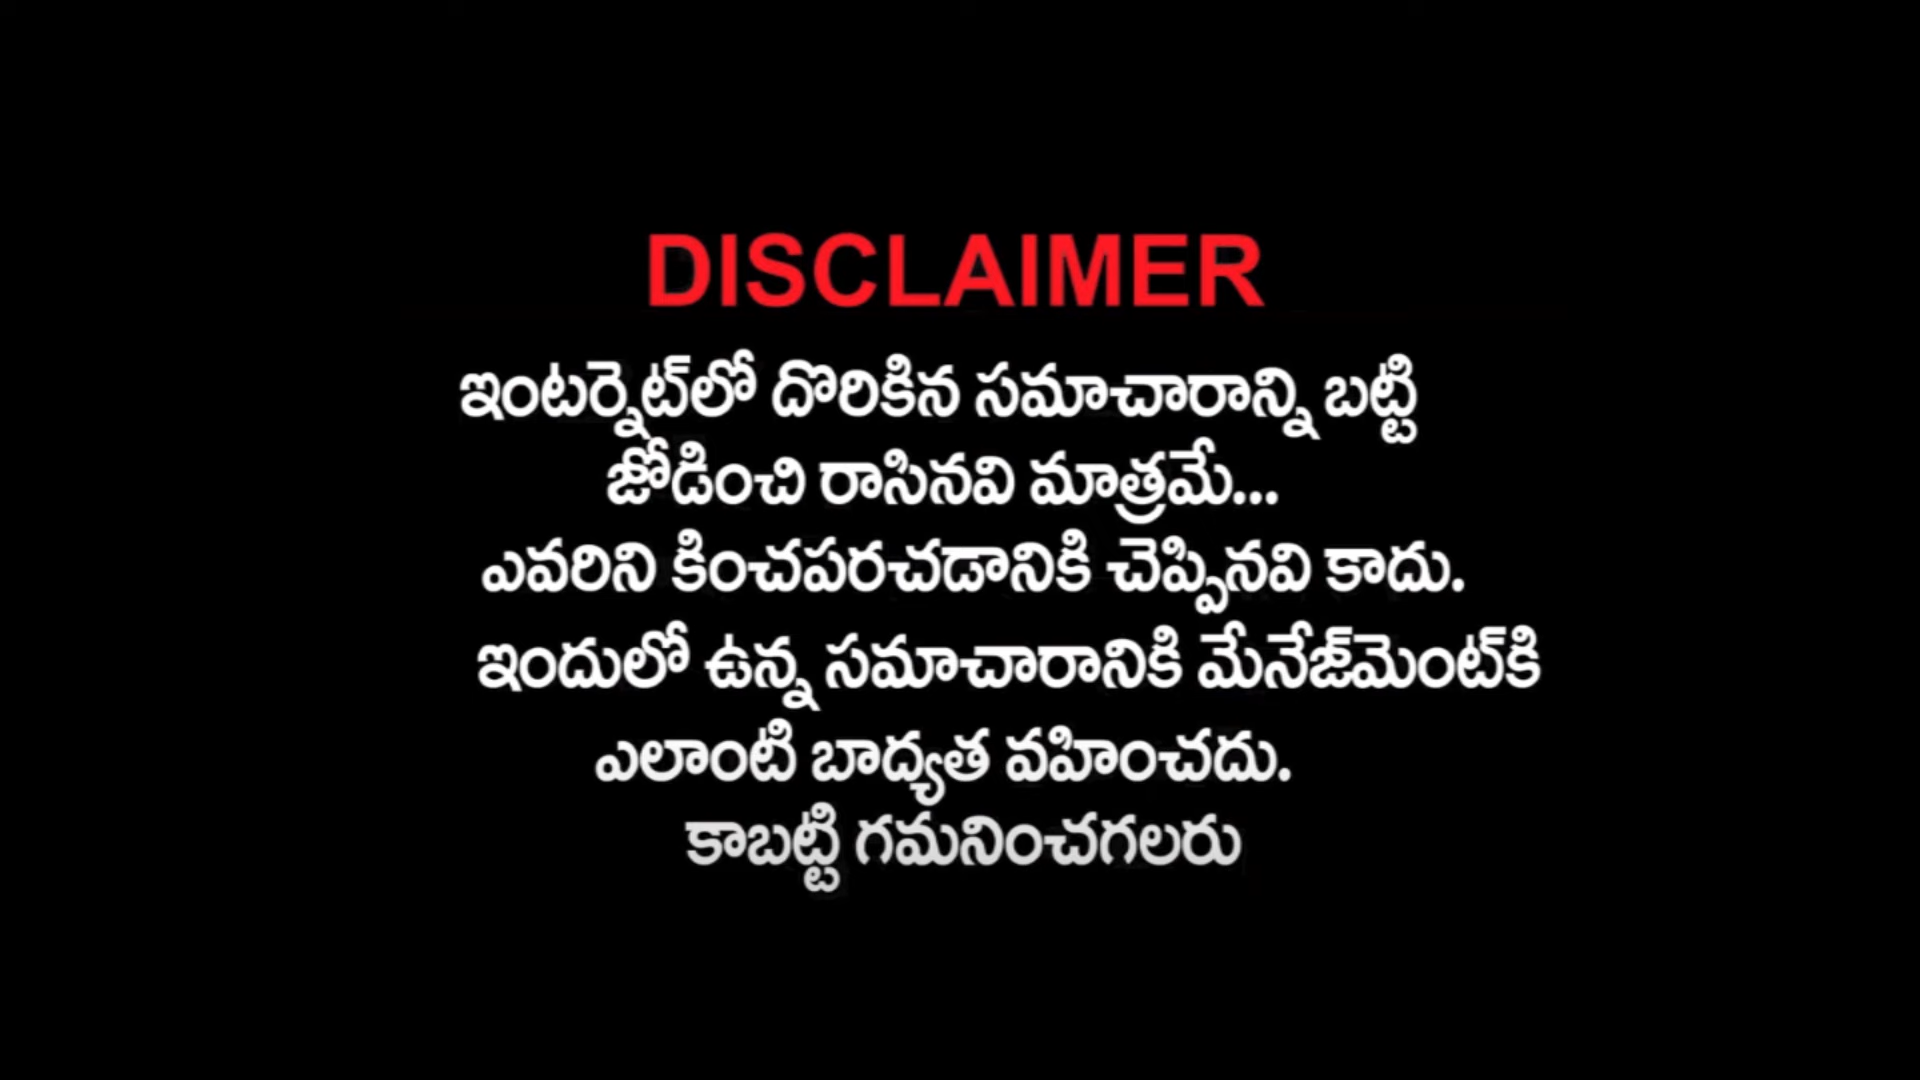 DISCLAIMER
ఇంటర్నెట్‌లో దొరికిన సమాచారాన్ని బట్టి
జోడించి రాసినవి మాత్రమే...
ఎవరిని కించపరచడానికి చెప్పినవి కాదు.
ఇందులో ఉన్న సమాచారానికి మేనేజ్‌మెంట్‌కి
ఎలాంటి బాద్యత వహించదు.
కాబట్టి గమనించగలరు